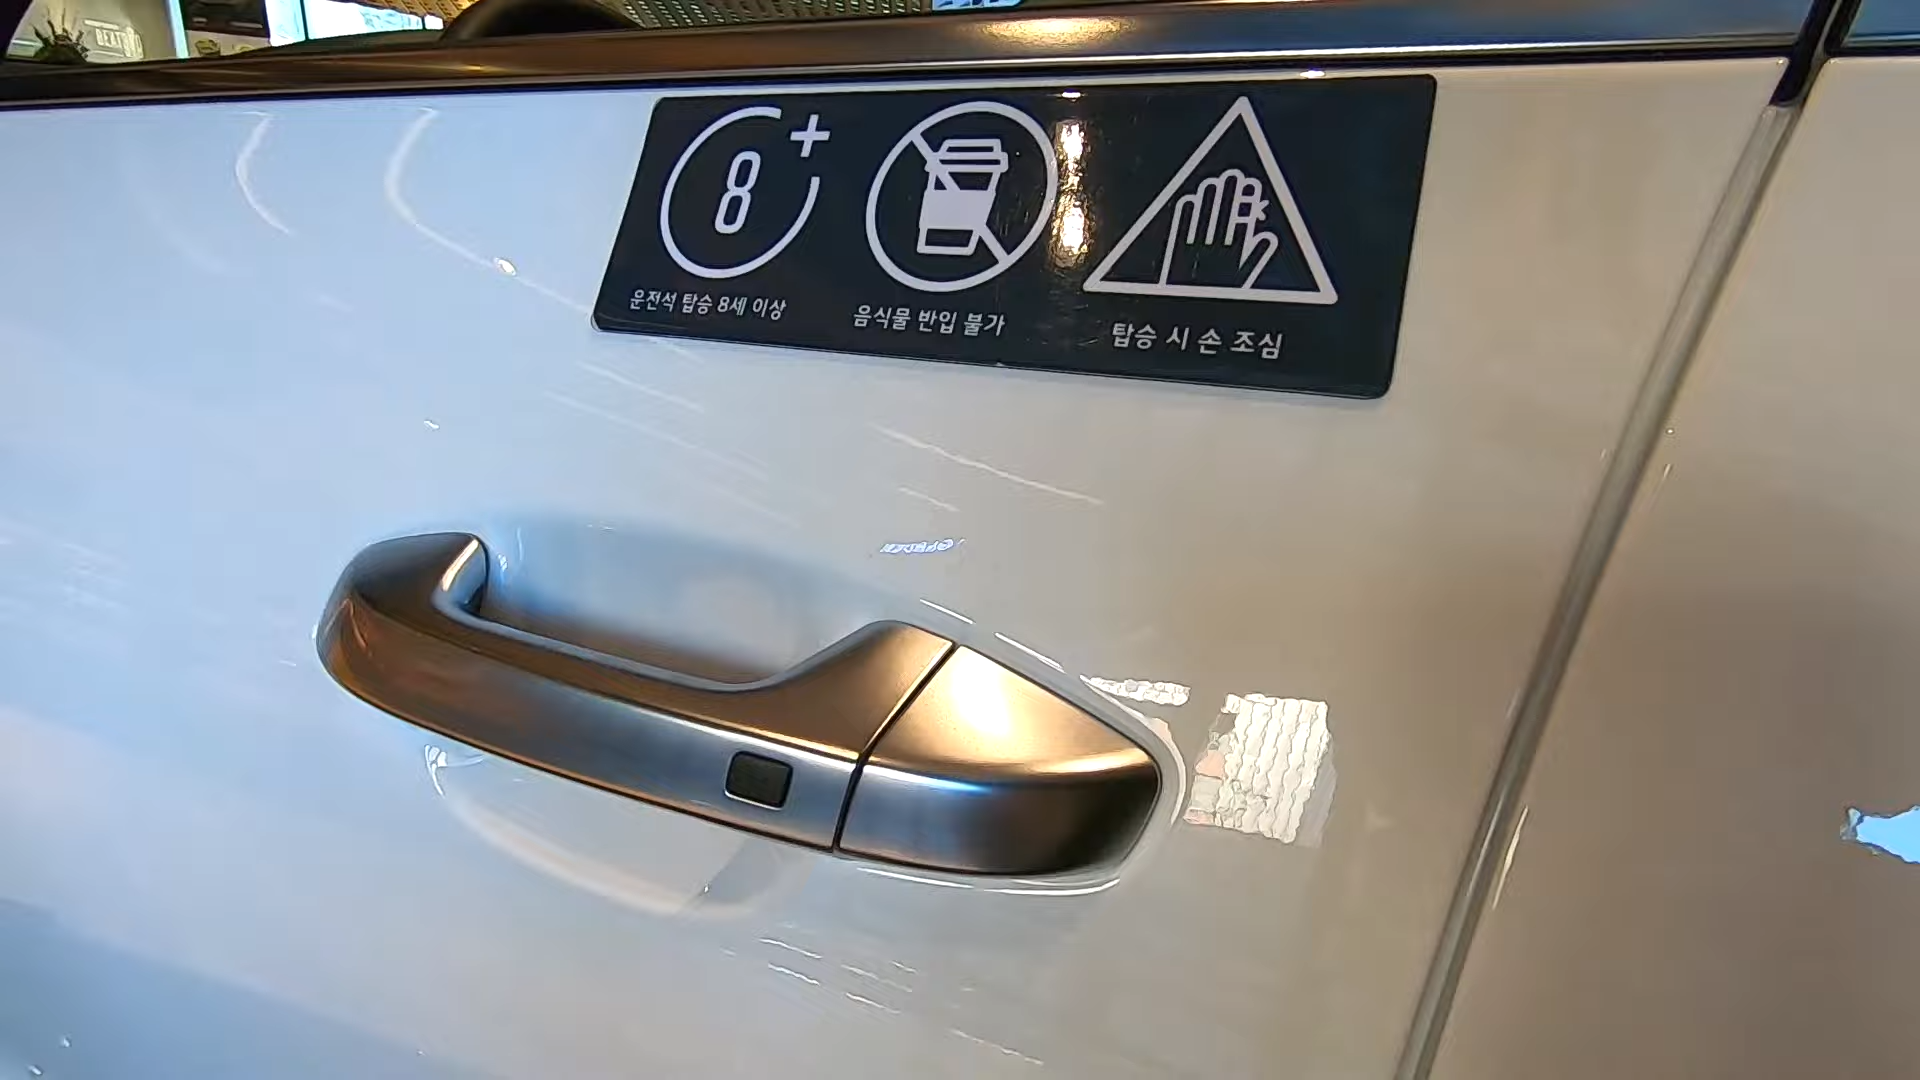 8+
운전석 탑승 8세 이상
음식물 반입 불가
탑승 시 손 조심